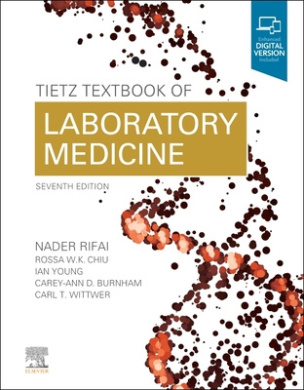 Enhanced
DIGITAL
VERSION
Included
TIETZ TEXTBOOK OF
LABORATORY
MEDICINE
SEVENTH EDITION
NADER RIFAI
ROSSA W.K. CHIU
IAN YOUNG
CAREY-ANN D. BURNHAM
CARL T. WITTWER
ELSEVIER